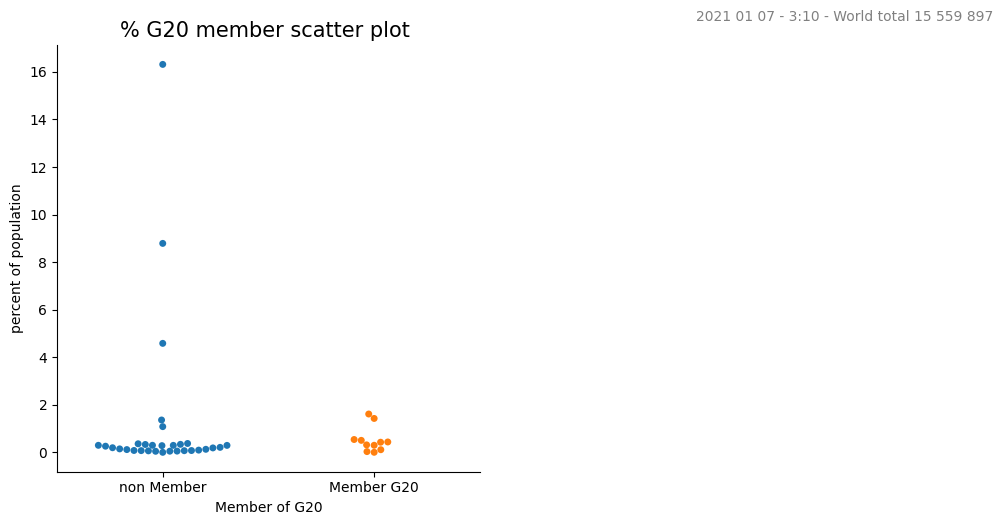 2021 01 07 - 3:10 - World total 15 559 897
% G20 member scatter plot
16
14
12
10
8
6
4
2
0
percent of population
non Member
Member G20
Member of G20